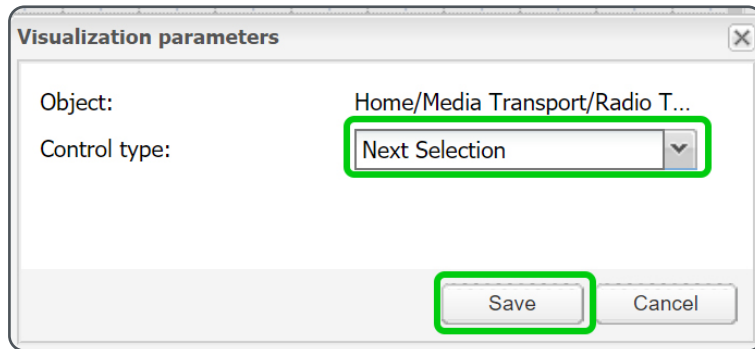 Visualization parameters
Object: Home/Media Transport/Radio T...
Control type: Next Selection
Save Cancel